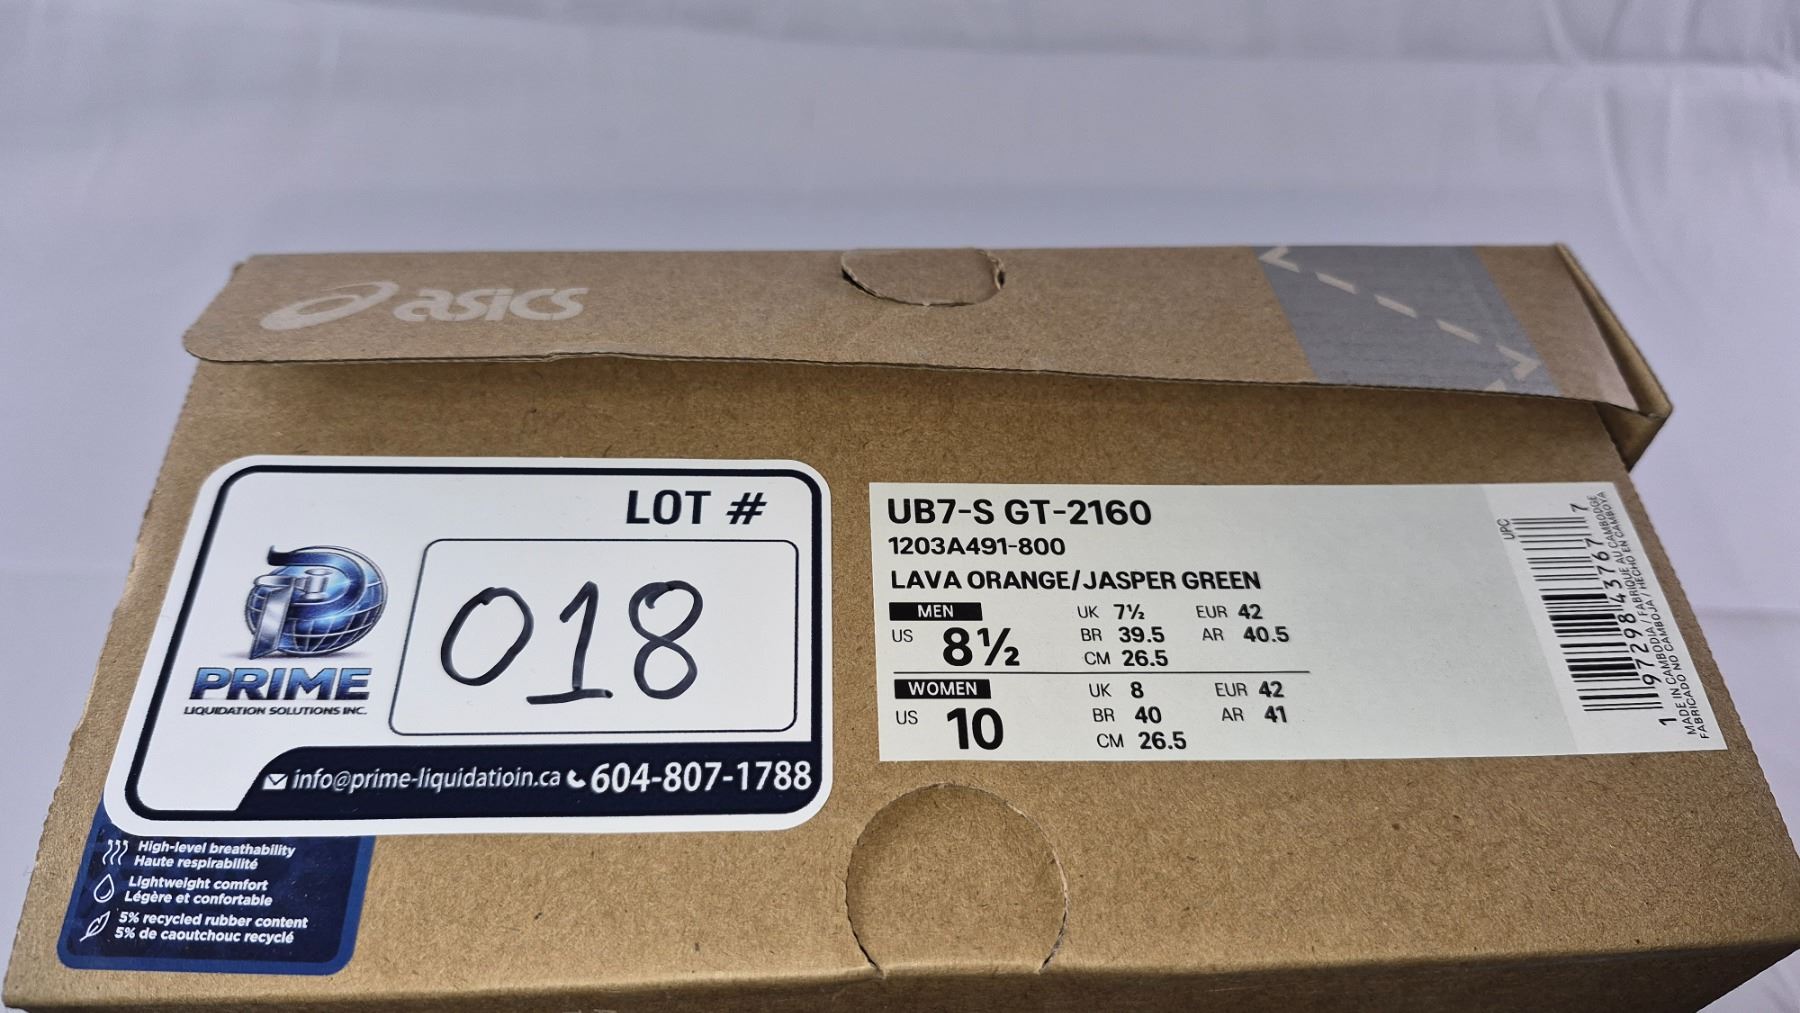 asics
LOT #
018
PRIME
LIQUIDATION SOLUTIONS INC.
info@prime-liquidatioin.ca 604-807-1788
High-level breathability
Haute respirabilité
Lightweight comfort
Légère et confortable
5% recycled rubber content
5% de caoutchouc recyclé
UB7-S GT-2160
1203A491-800
LAVA ORANGE/JASPER GREEN
MEN
US 8½
UK 7½ EUR 42
BR 39.5 AR 40.5
CM 26.5
WOMEN
US 10
UK 8 EUR 42
BR 40 AR 41
CM 26.5
UPC
1 97298 43767 7
MADE IN CAMBODIA / FABRIQUÉ AU CAMBODGE
FABRICADO NO CAMBOJA / HECHO EN CAMBOYA